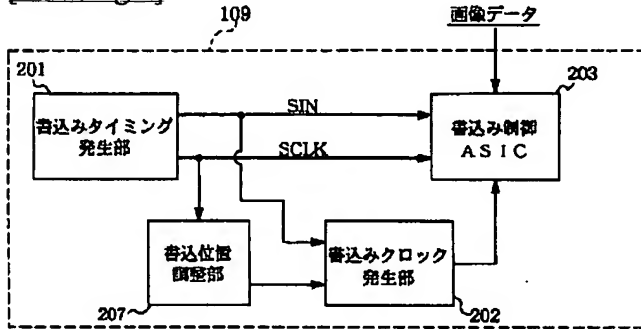 109
画像データ
201
203
書込みタイミング
発生部
SIN
SCLK
書込み制御
ASIC
書込位置
調整部
書込みクロック
発生部
207
202